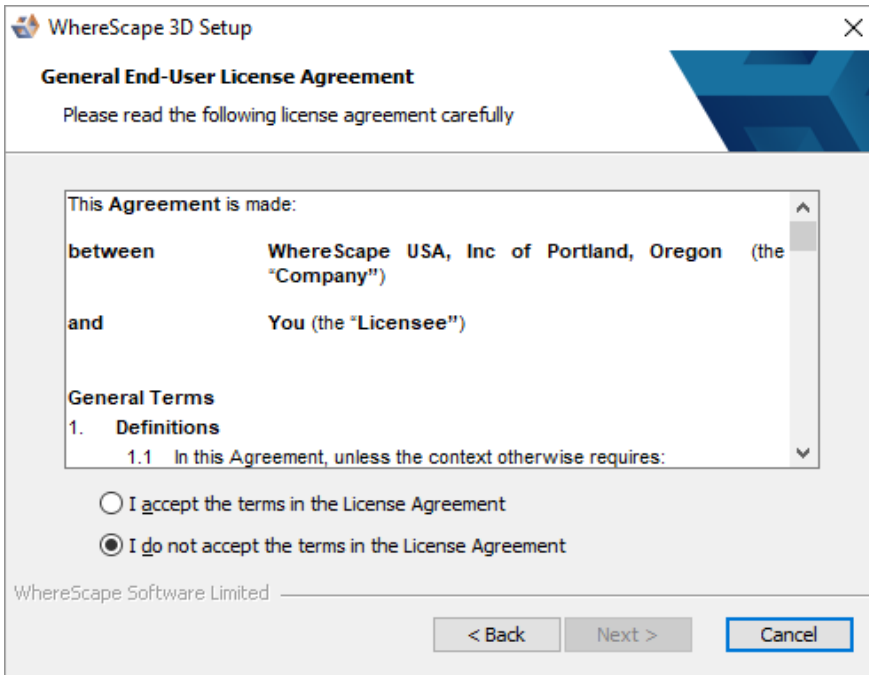 WhereScape 3D Setup
General End-User License Agreement
Please read the following license agreement carefully
This Agreement is made:
between WhereScape USA, Inc of Portland, Oregon (the
“Company”)
and You (the “Licensee”)
General Terms
1. Definitions
1.1 In this Agreement, unless the context otherwise requires:
I accept the terms in the License Agreement
I do not accept the terms in the License Agreement
WhereScape Software Limited
< Back Next > Cancel